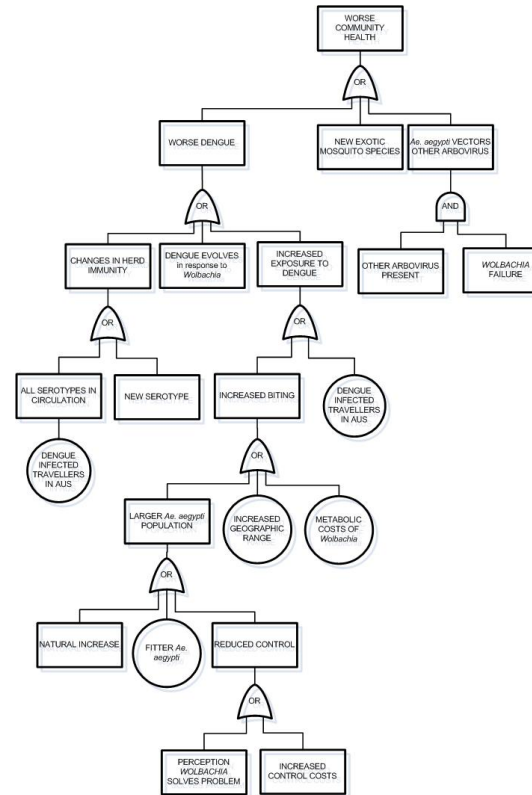 WORSE
COMMUNITY
HEALTH
OR
WORSE DENGUE
NEW EXOTIC
MOSQUITO SPECIES
Ae. aegypti VECTORS
OTHER ARBOVIRUS
OR
AND
CHANGES IN HERD
IMMUNITY
DENGUE EVOLVES
in response to
Wolbachia
INCREASED
EXPOSURE TO
DENGUE
OTHER ARBOVIRUS
PRESENT
WOLBACHIA
FAILURE
OR
OR
ALL SEROTYPES IN
CIRCULATION
NEW SEROTYPE
INCREASED BITING
DENGUE
INFECTED
TRAVELLERS
IN AUS
DENGUE
INFECTED
TRAVELLERS
IN AUS
OR
LARGER Ae. aegypti
POPULATION
INCREASED
GEOGRAPHIC
RANGE
METABOLIC
COSTS OF
Wolbachia
OR
NATURAL INCREASE
FITTER Ae.
aegypti
REDUCED CONTROL
OR
PERCEPTION
WOLBACHIA
SOLVES PROBLEM
INCREASED
CONTROL COSTS